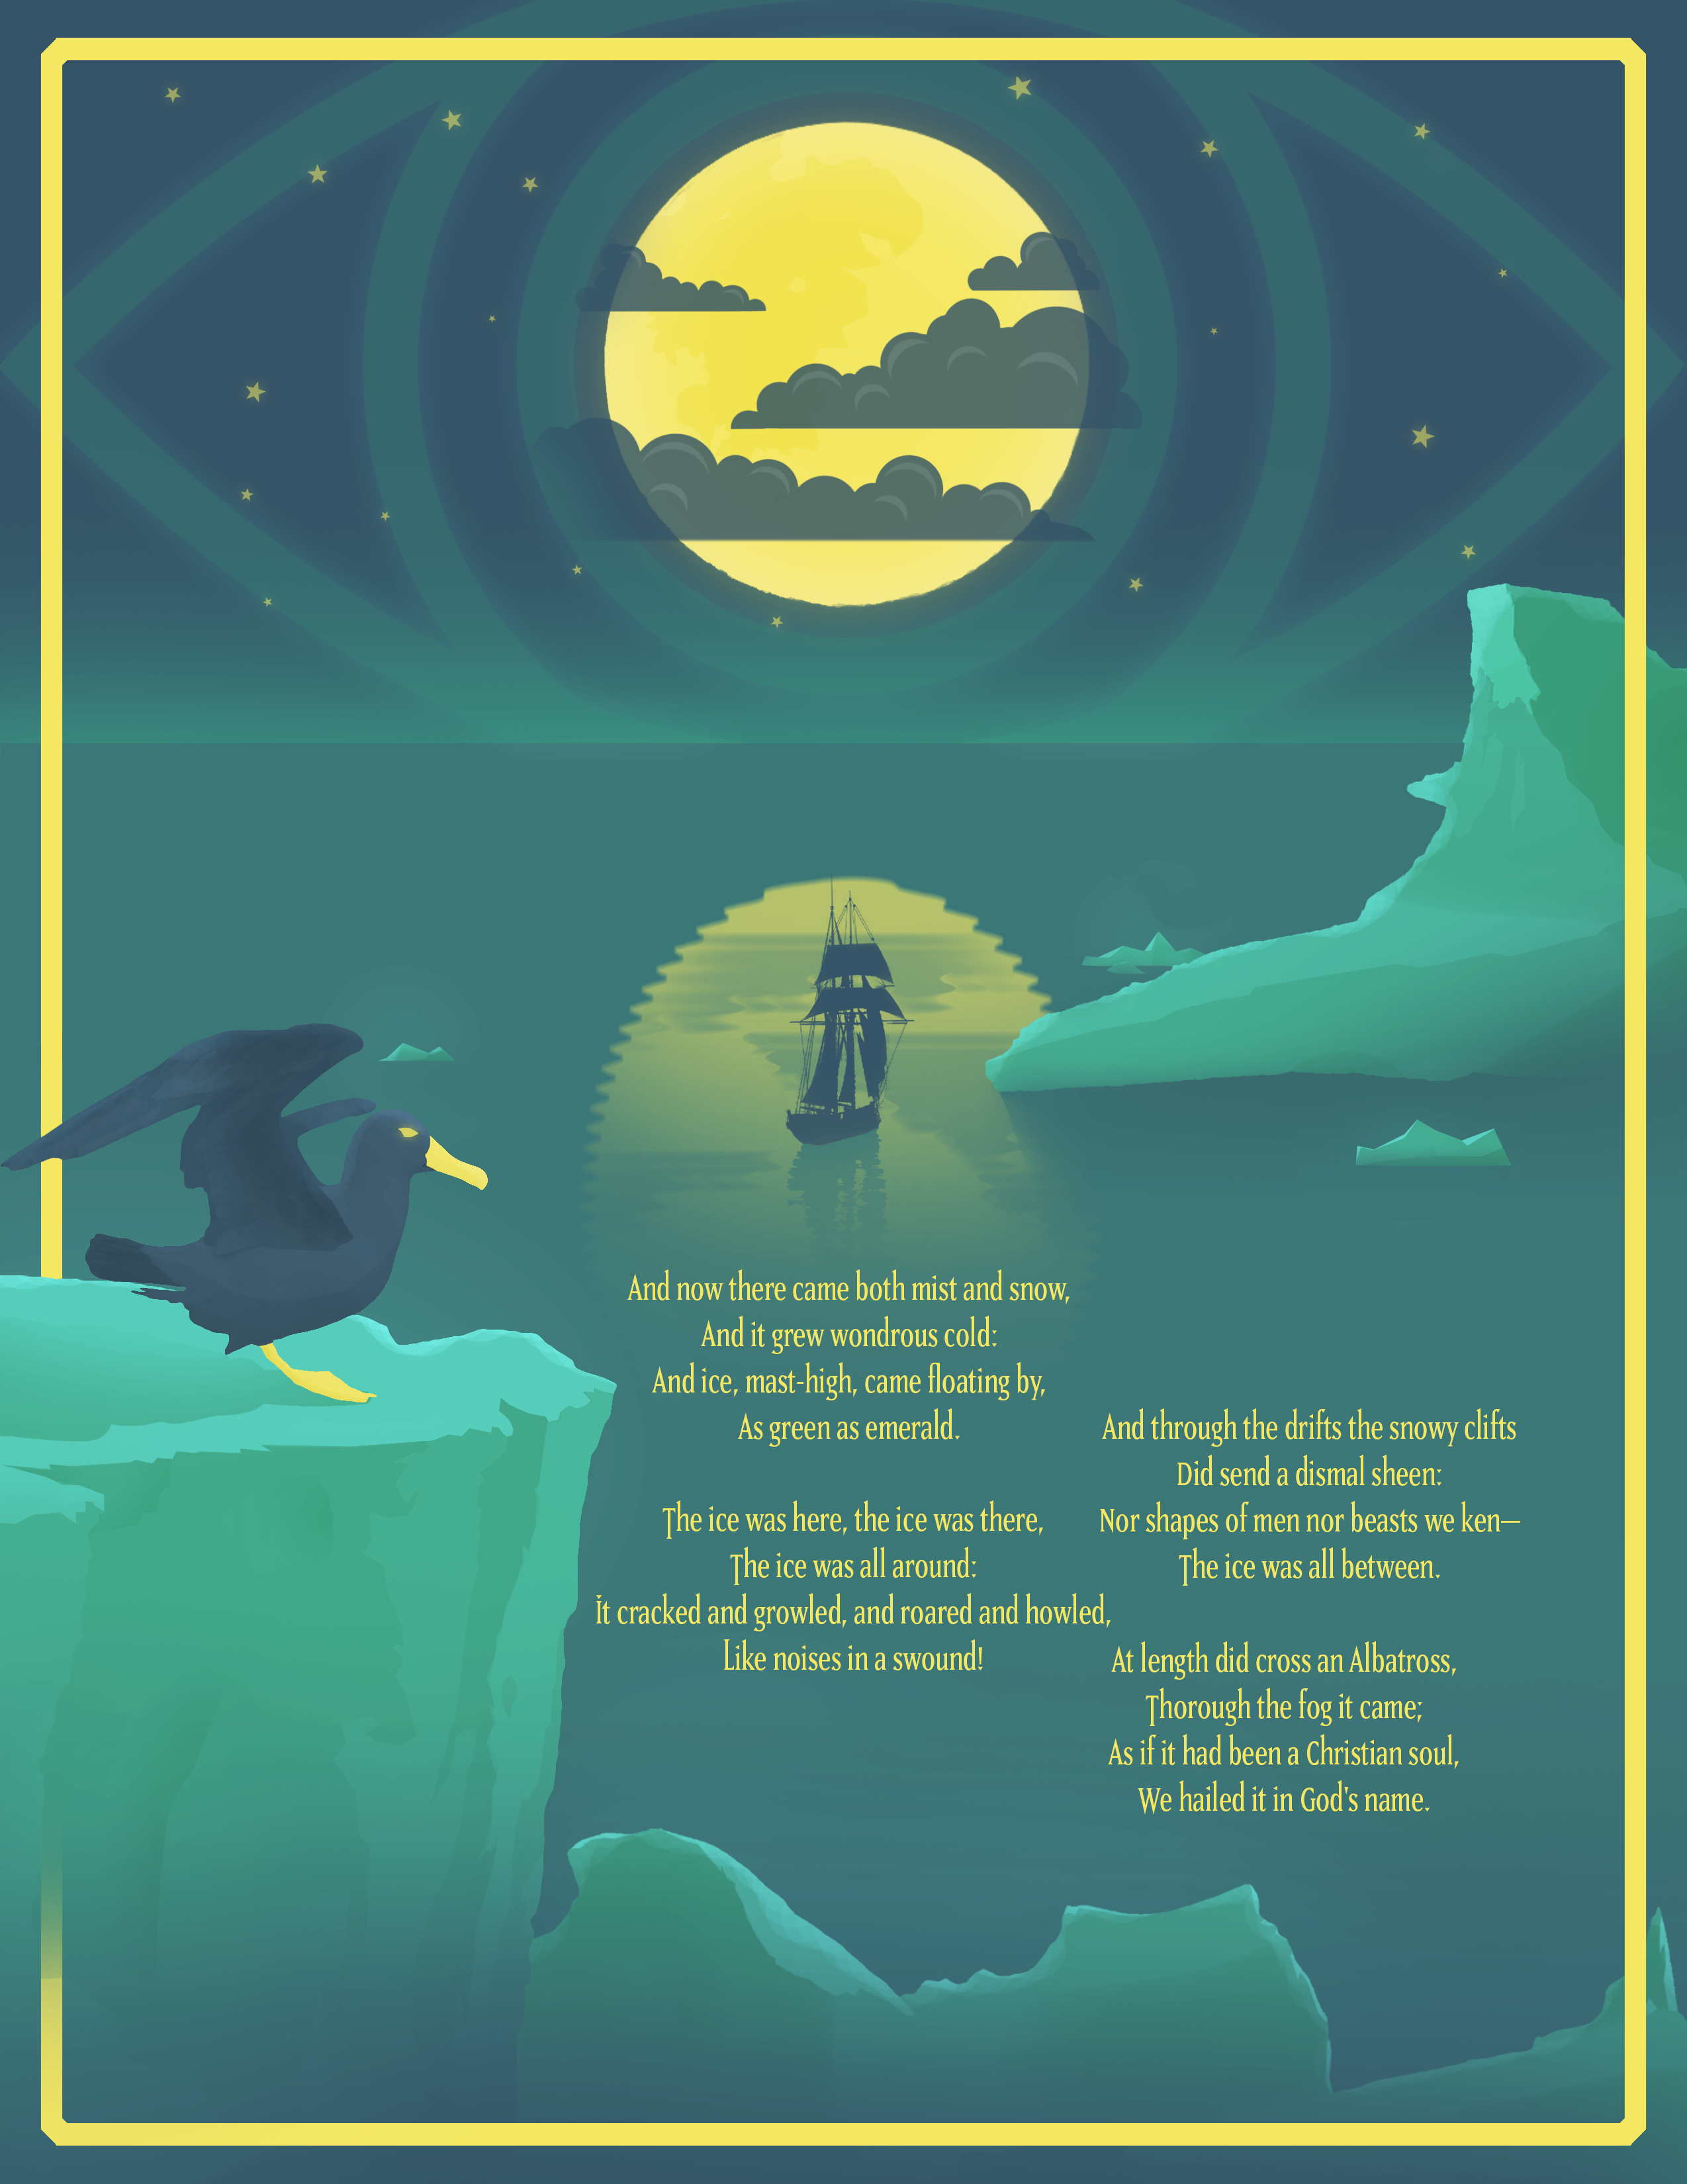 And now there came both mist and snow,
And it grew wondrous cold:
And ice, mast-high, came floating by,
As green as emerald.
The ice was here, the ice was there,
The ice was all around:
It cracked and growled, and roared and howled,
Like noises in a swound!
And through the drifts the snowy clifts
Did send a dismal sheen:
Nor shapes of men nor beasts we ken—
The ice was all between.
At length did cross an Albatross,
Thorough the fog it came;
As if it had been a Christian soul,
We hailed it in God's name.